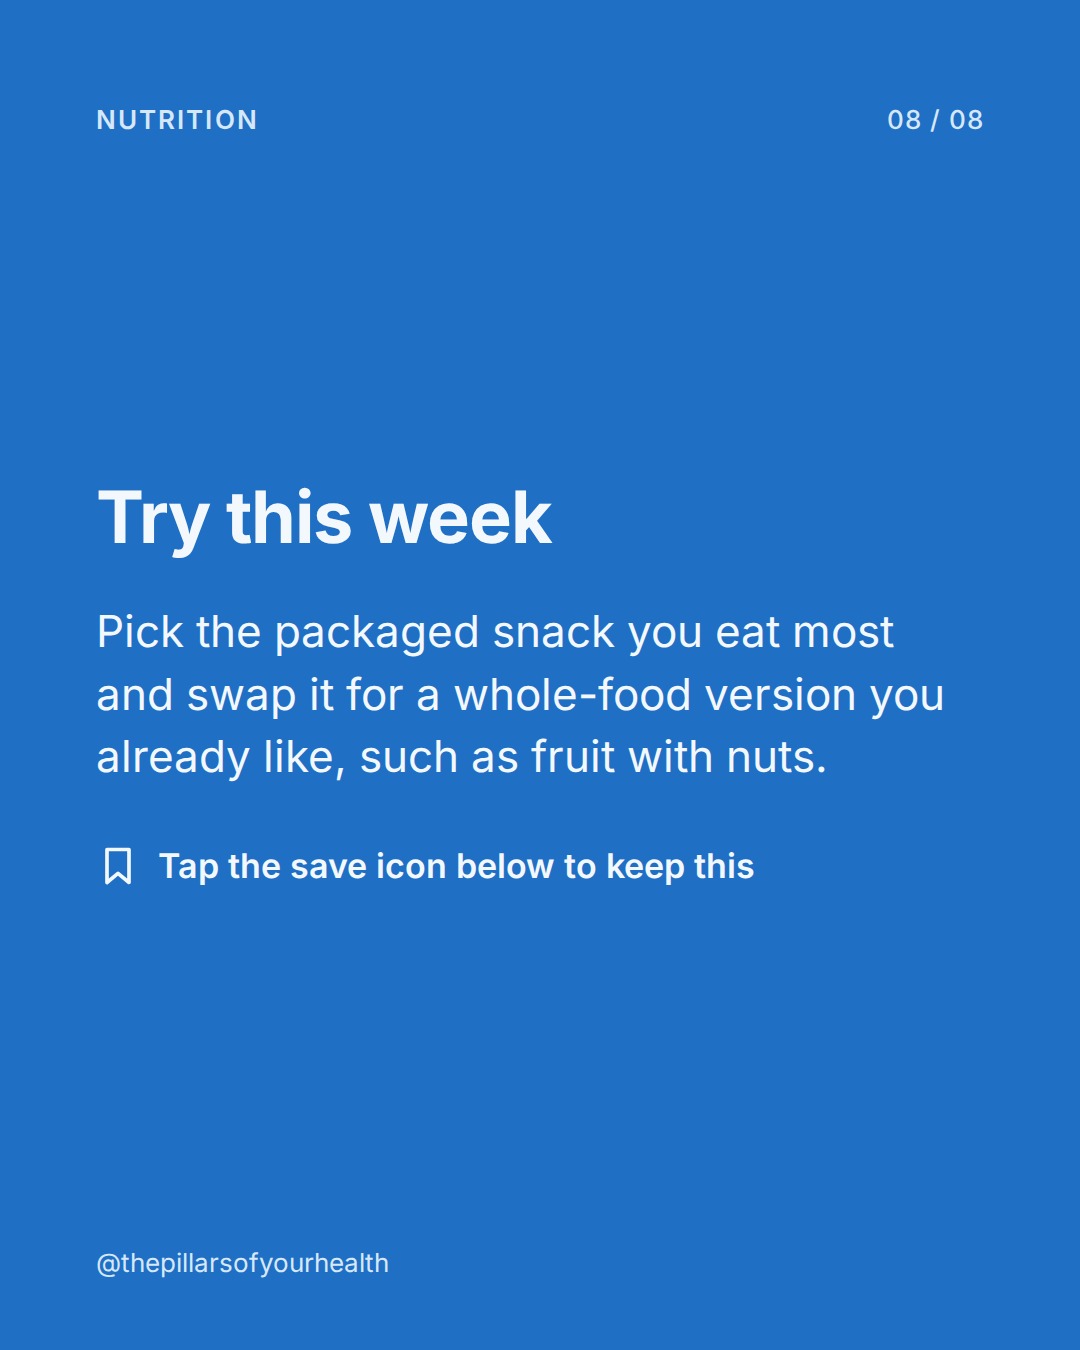 NUTRITION
08 / 08
Try this week
Pick the packaged snack you eat most
and swap it for a whole-food version you
already like, such as fruit with nuts.
Tap the save icon below to keep this
@thepillarsofyourhealth